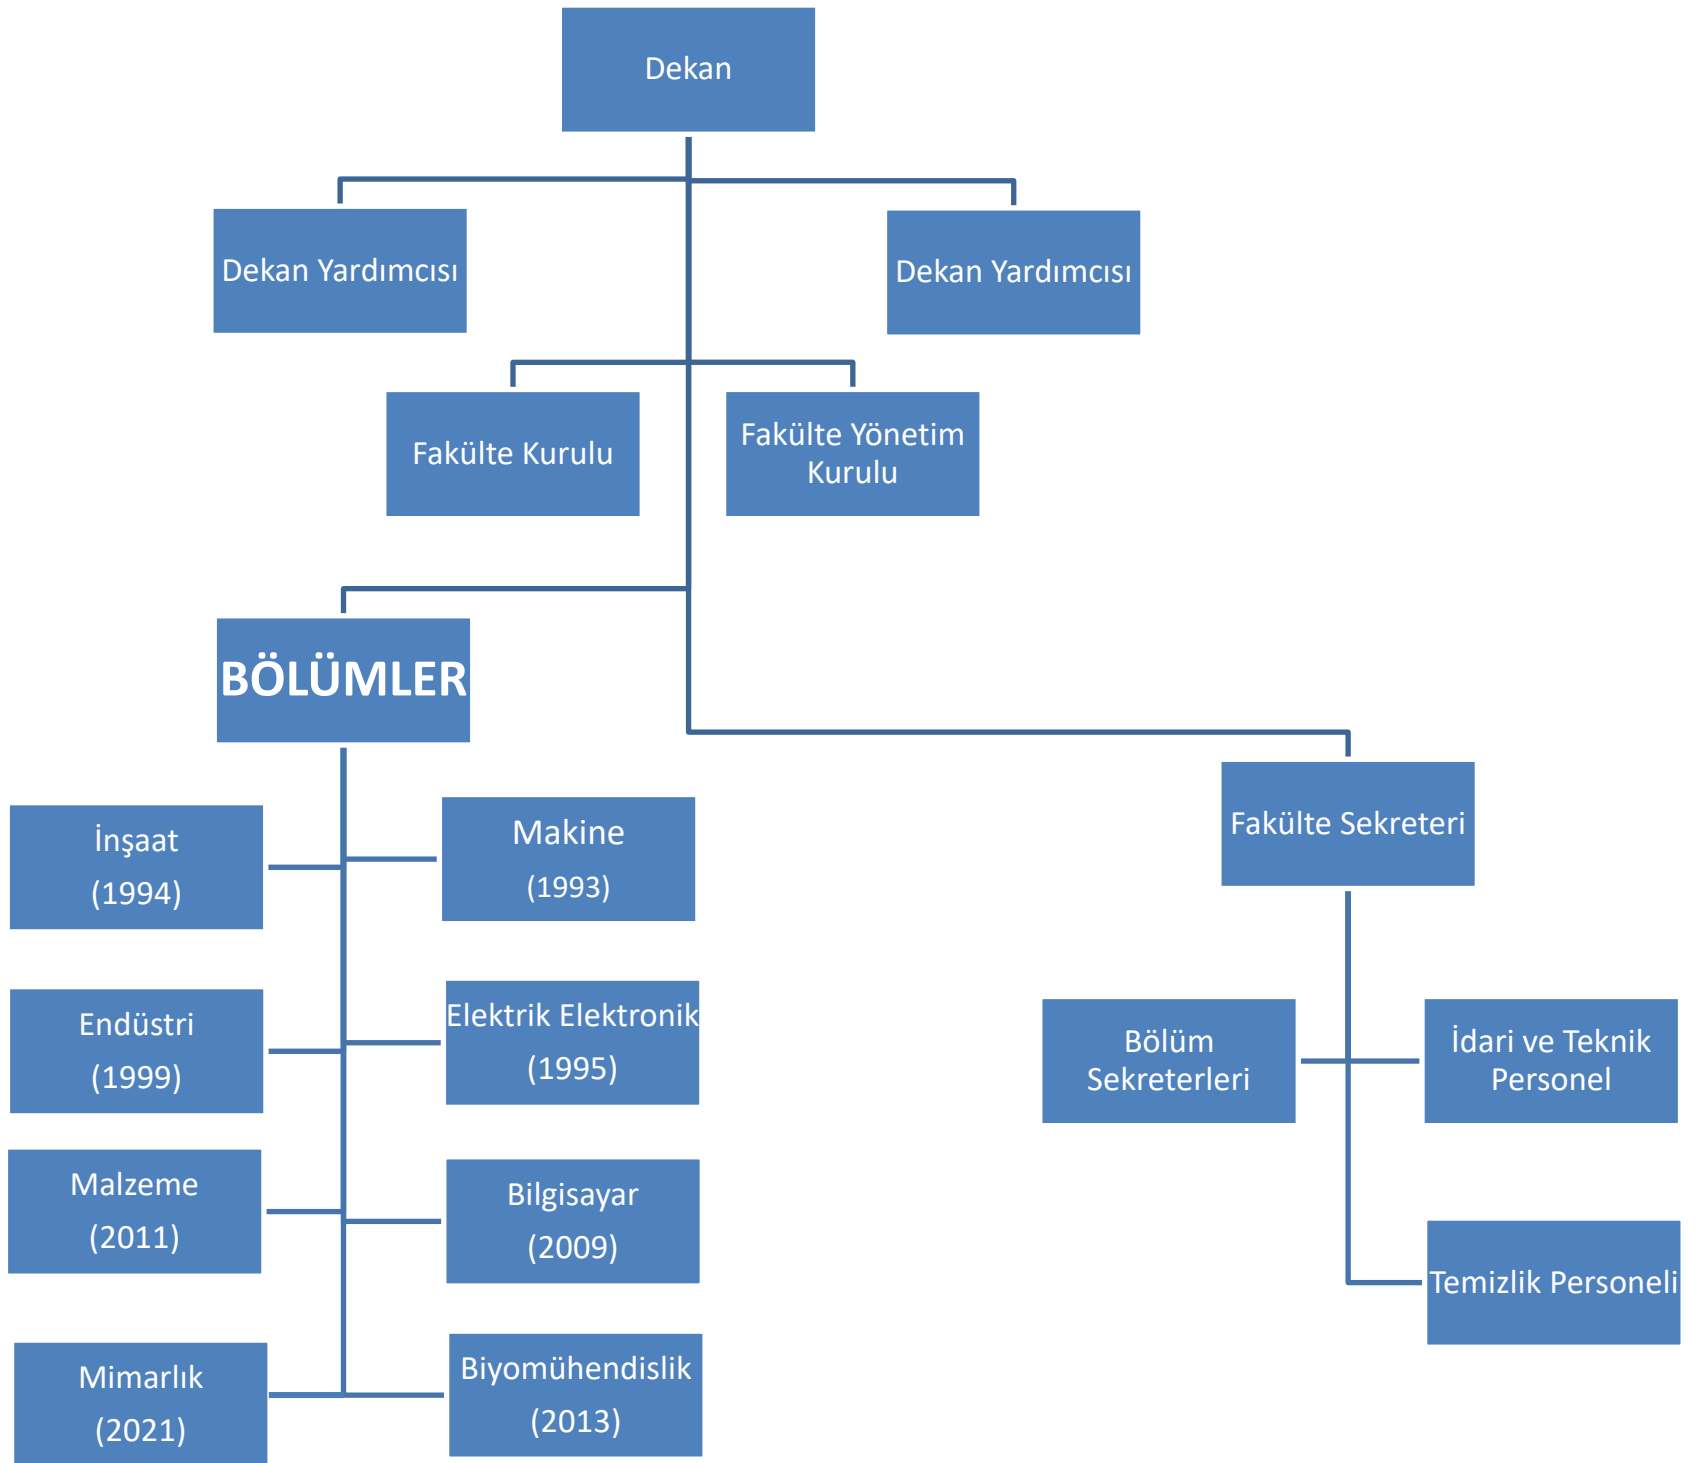 Dekan
Dekan Yardımcısı
Dekan Yardımcısı
Fakülte Kurulu
Fakülte Yönetim
Kurulu
BÖLÜMLER
İnşaat
(1994)
Makine
(1993)
Endüstri
(1999)
Elektrik Elektronik
(1995)
Malzeme
(2011)
Bilgisayar
(2009)
Mimarlık
(2021)
Biyomühendislik
(2013)
Fakülte Sekreteri
Bölüm
Sekreterleri
İdari ve Teknik
Personel
Temizlik Personeli